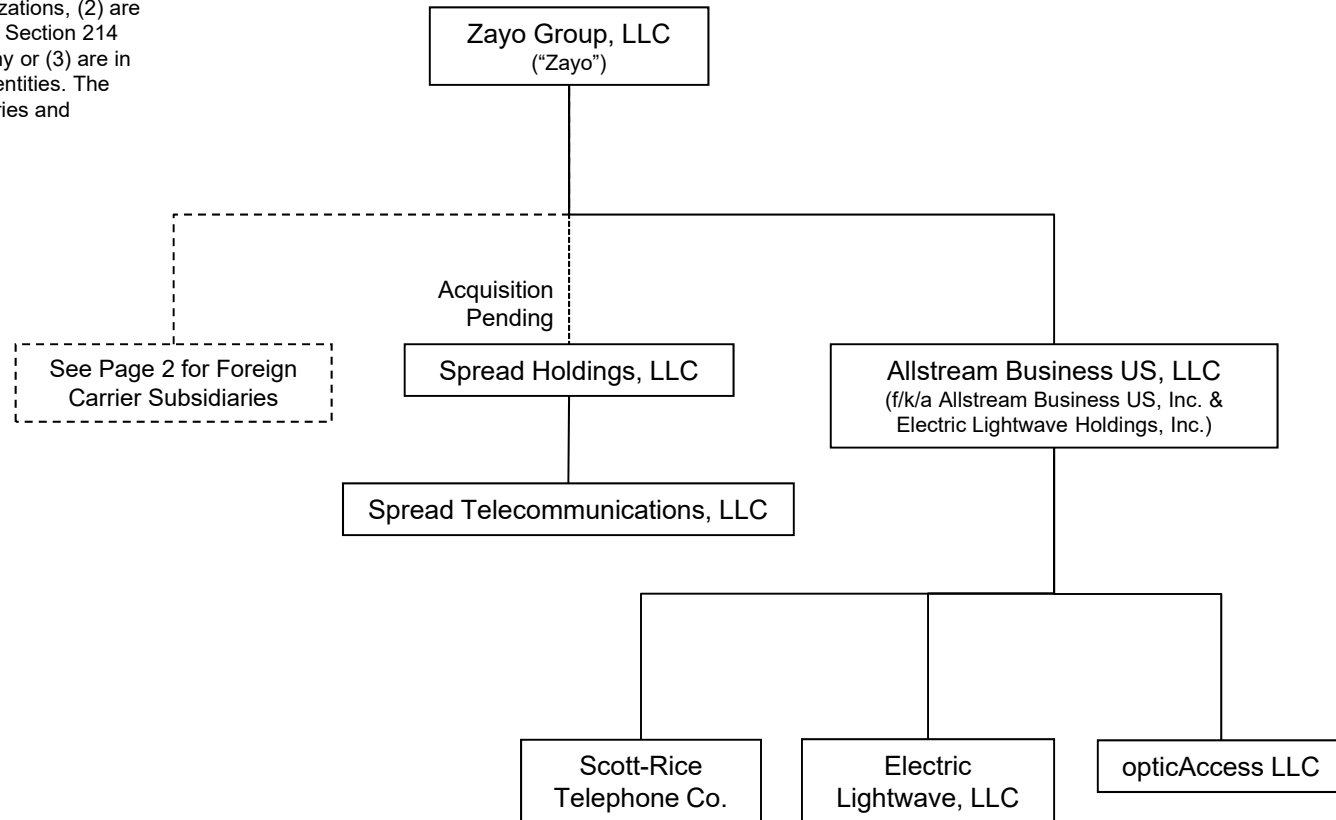 zations, (2) are
Section 214
y or (3) are in
entities. The
ries and
Zayo Group, LLC
(“Zayo”)
Acquisition
Pending
See Page 2 for Foreign
Carrier Subsidiaries
Spread Holdings, LLC
Allstream Business US, LLC
(f/k/a Allstream Business US, Inc. &
Electric Lightwave Holdings, Inc.)
Spread Telecommunications, LLC
Scott-Rice
Telephone Co.
Electric
Lightwave, LLC
opticAccess LLC